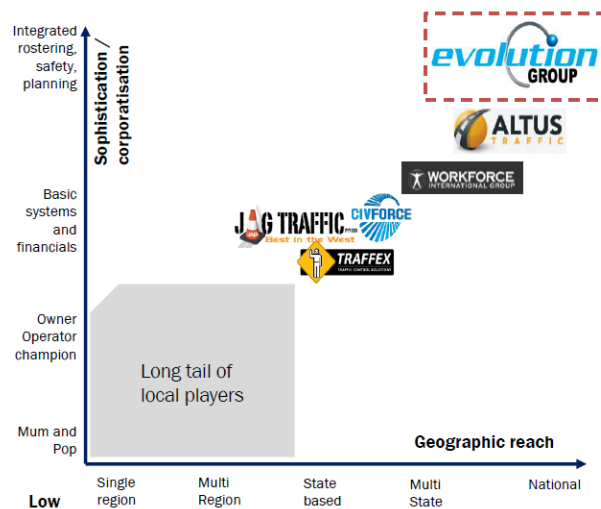 Integrated
rostering,
safety,
planning
Sophistication /
corporatisation
evolution
GROUP
ALTUS
TRAFFIC
WORKFORCE
INTERNATIONAL GROUP
Basic
systems
and
financials
JAG TRAFFIC
Best in the West
CIVFORCE
TRAFFEX
TRAFFIC CONTROL SOLUTIONS
Owner
Operator
champion
Long tail of
local players
Mum and
Pop
Geographic reach
Low
Single
region
Multi
Region
State
based
Multi
State
National